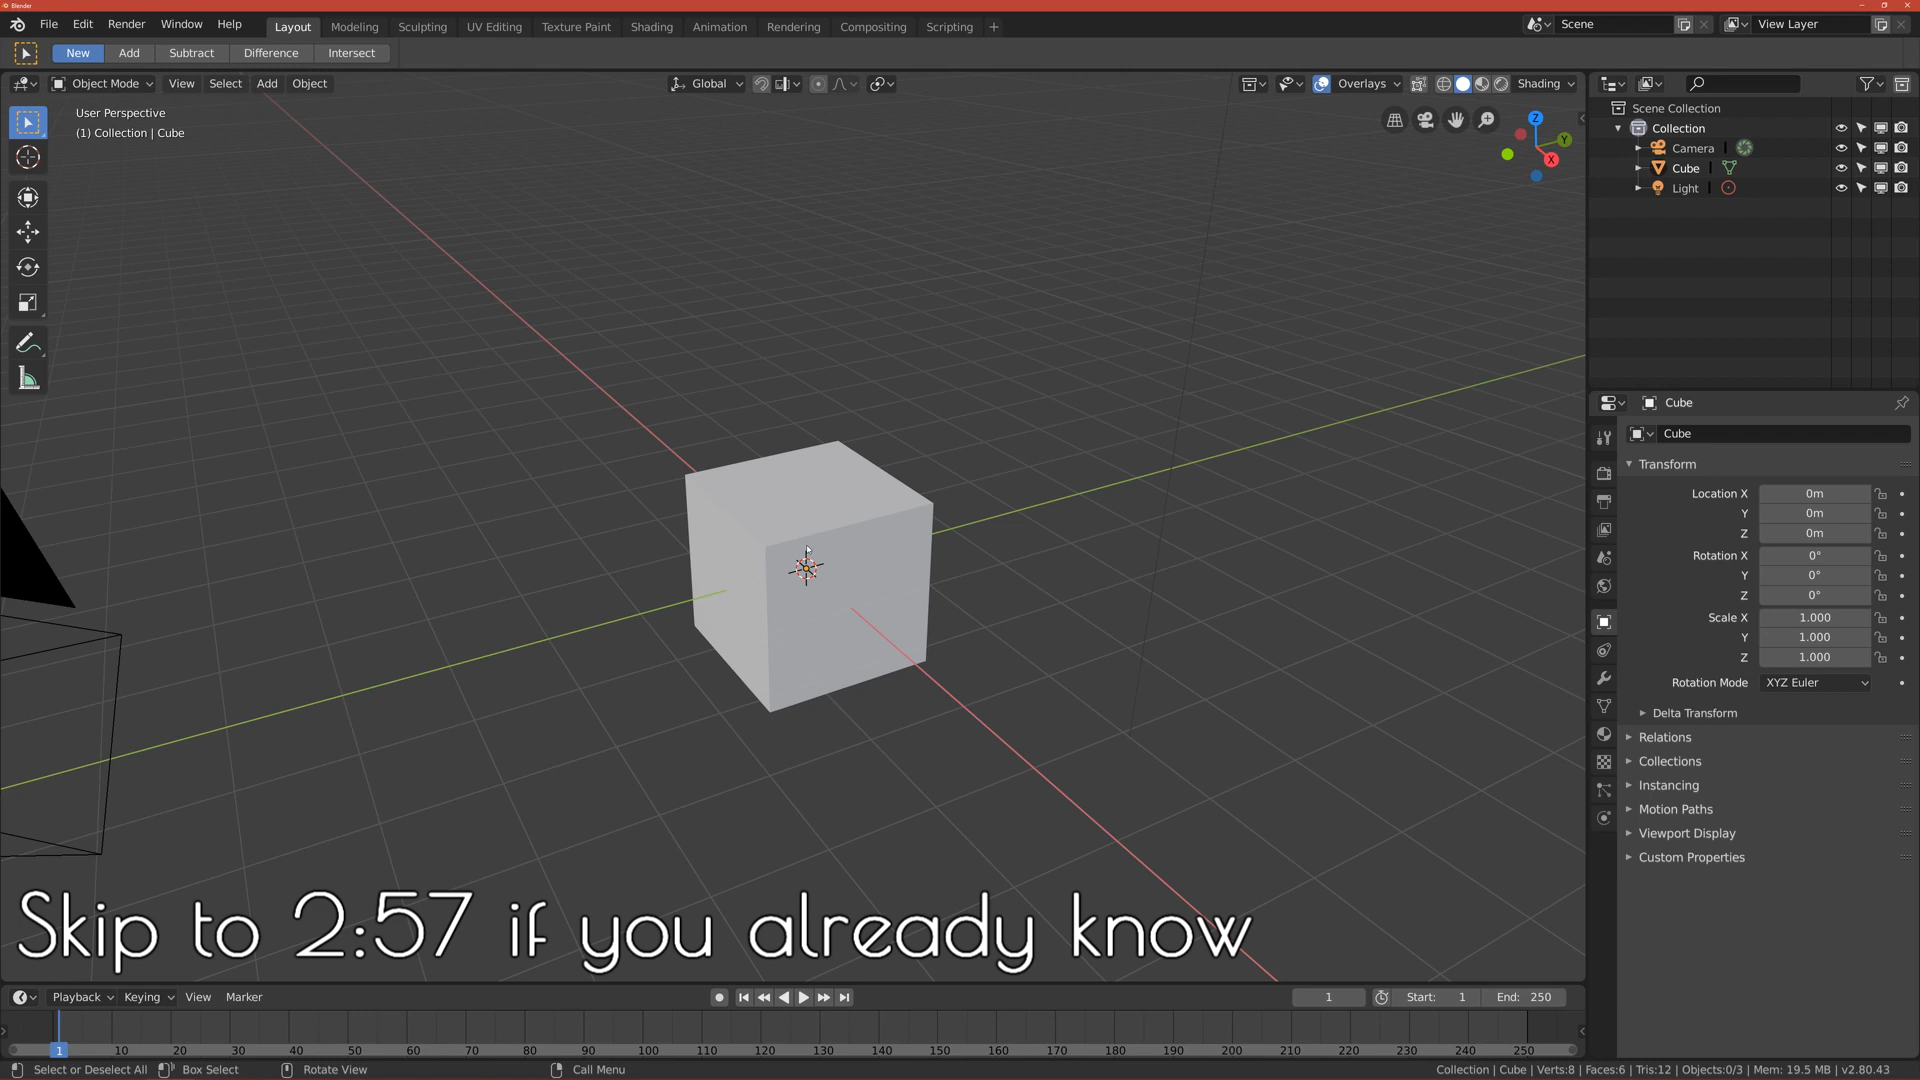 Blender
File Edit Render Window Help Layout Modeling Sculpting UV Editing Texture Paint Shading Animation Rendering Compositing Scripting + Scene View Layer
New Add Subtract Difference Intersect
Object Mode View Select Add Object Global Overlays Shading
User Perspective
(1) Collection | Cube
Z
Y
X
Scene Collection
Collection
Camera
Cube
Light
Cube
Cube
Transform
Location X 0m
Y 0m
Z 0m
Rotation X 0°
Y 0°
Z 0°
Scale X 1.000
Y 1.000
Z 1.000
Rotation Mode XYZ Euler
Delta Transform
Relations
Collections
Instancing
Motion Paths
Viewport Display
Custom Properties
Skip to 2:57 if you already know
Playback Keying View Marker 1 Start: 1 End: 250
1 10 20 30 40 50 60 70 80 90 100 110 120 130 140 150 160 170 180 190 200 210 220 230 240 250
Select or Deselect All Box Select Rotate View Call Menu Collection | Cube | Verts:8 | Faces:6 | Tris:12 | Objects:0/3 | Mem: 19.5 MB | v2.80.43